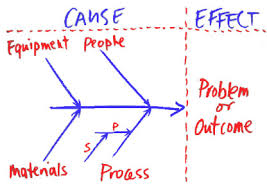 CAUSE EFFECT
Equipment People
Problem
or
Outcome
P
S
Materials Process